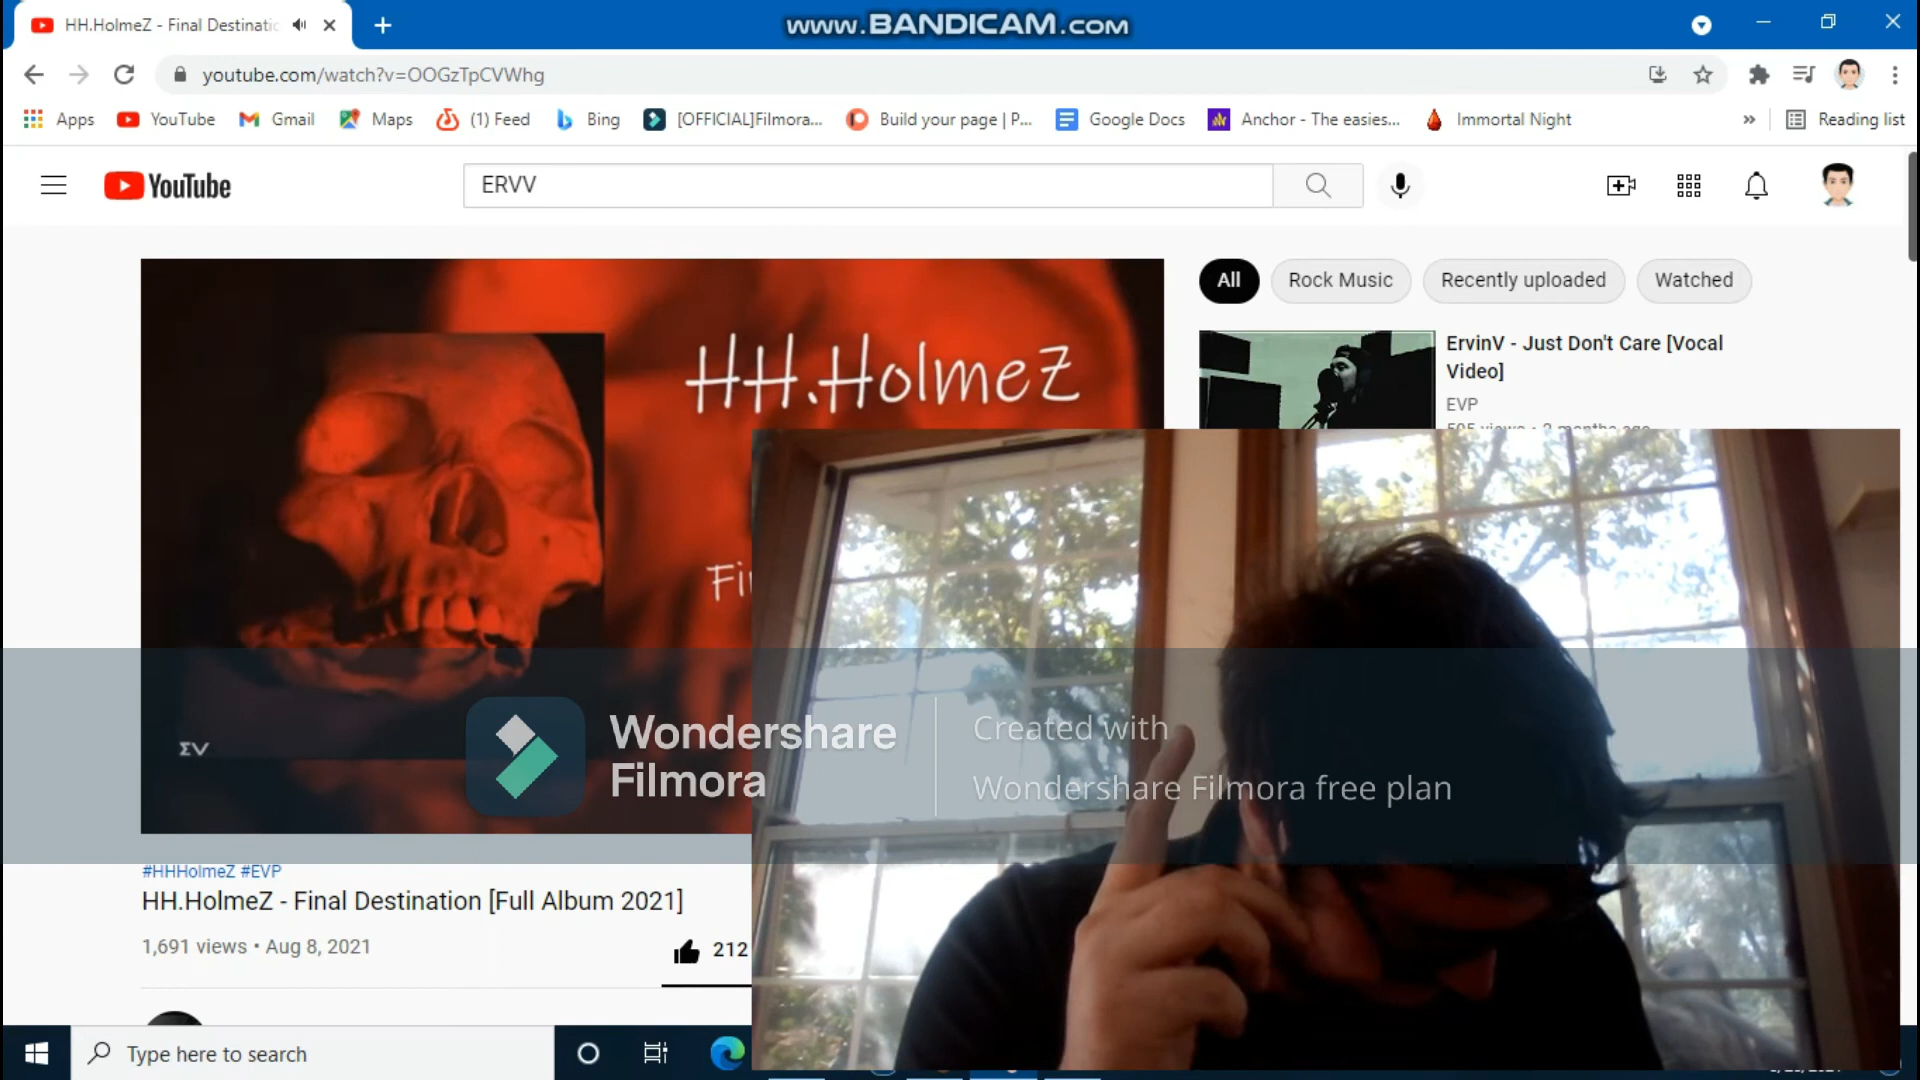 HH.HolmeZ - Final Destinatic
www.BANDICAM.com
youtube.com/watch?v=OOGzTpCVWhg
Apps
YouTube
Gmail
Maps
(1) Feed
Bing
[OFFICIAL]Filmora...
Build your page | P...
Google Docs
Anchor - The easies...
Immortal Night
Reading list
YouTube
ERVV
All
Rock Music
Recently uploaded
Watched
HH.HolmeZ
Fi
ΣV
ErvinV - Just Don't Care [Vocal
Video]
EVP
Wondershare
Filmora
Created with
Wondershare Filmora free plan
#HHHolmeZ #EVP
HH.HolmeZ - Final Destination [Full Album 2021]
1,691 views • Aug 8, 2021
212
Type here to search